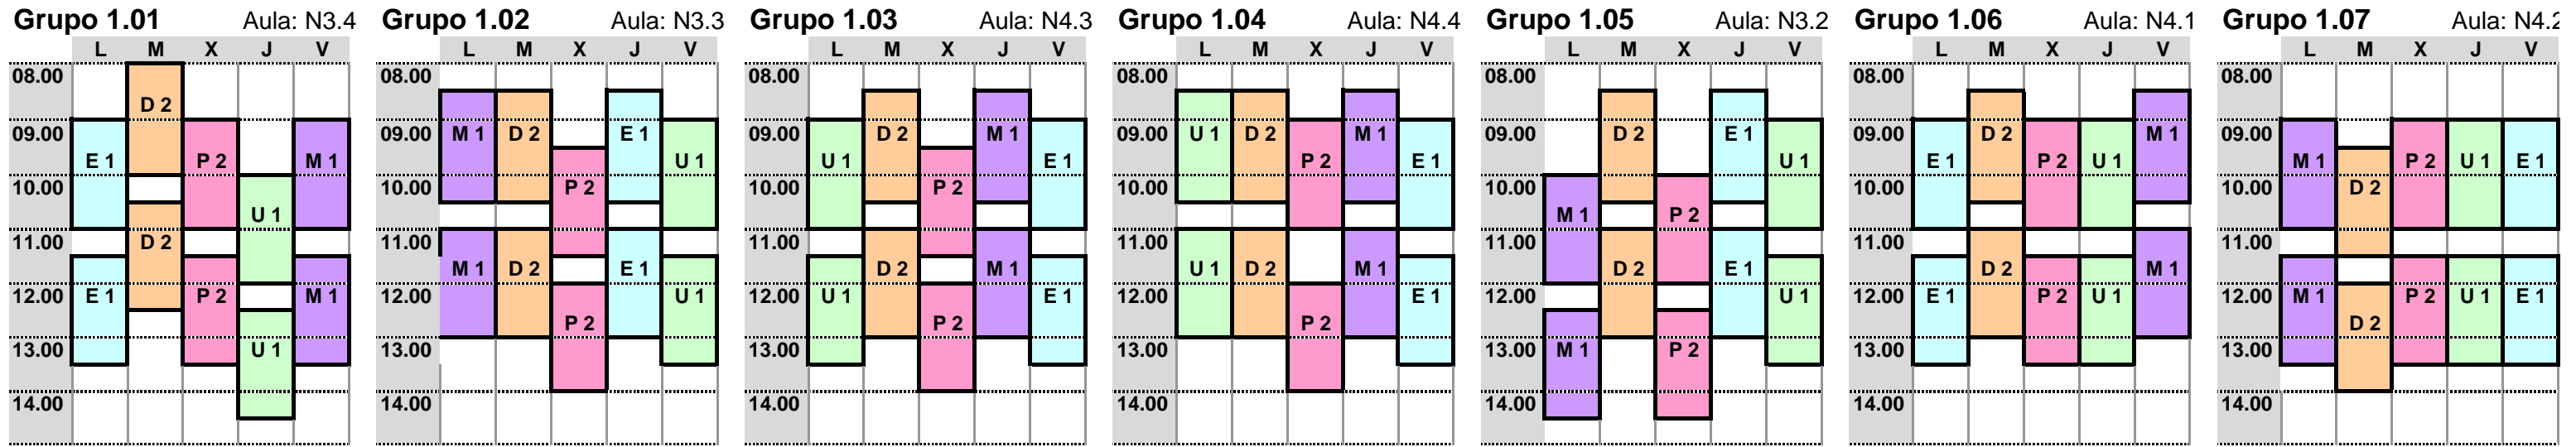 Grupo 1.01 Aula: N3.4
L M X J V
08.00
D 2
09.00
E 1 P 2 M 1
10.00
U 1
11.00
D 2
12.00
E 1 P 2 M 1
13.00
U 1
14.00
Grupo 1.02 Aula: N3.3
L M X J V
08.00
09.00 M 1 D 2 E 1
U 1
10.00 P 2
11.00
M 1 D 2 E 1
12.00 U 1
P 2
13.00
14.00
Grupo 1.03 Aula: N4.3
L M X J V
08.00
09.00 D 2 M 1
U 1 E 1
10.00 P 2
11.00
D 2 M 1
12.00 U 1 E 1
P 2
13.00
14.00
Grupo 1.04 Aula: N4.4
L M X J V
08.00
09.00 U 1 D 2 M 1
P 2 E 1
10.00
11.00
U 1 D 2 M 1
12.00 E 1
P 2
13.00
14.00
Grupo 1.05 Aula: N3.2
L M X J V
08.00
09.00 D 2 E 1
U 1
10.00
M 1 P 2
11.00
D 2 E 1
12.00 U 1
13.00 M 1 P 2
14.00
Grupo 1.06 Aula: N4.1
L M X J V
08.00
09.00 D 2 M 1
E 1 P 2 U 1
10.00
11.00
D 2 M 1
12.00 E 1 P 2 U 1
13.00
14.00
Grupo 1.07 Aula: N4.2
L M X J V
08.00
09.00
M 1 P 2 U 1 E 1
10.00 D 2
11.00
12.00 M 1 P 2 U 1 E 1
D 2
13.00
14.00